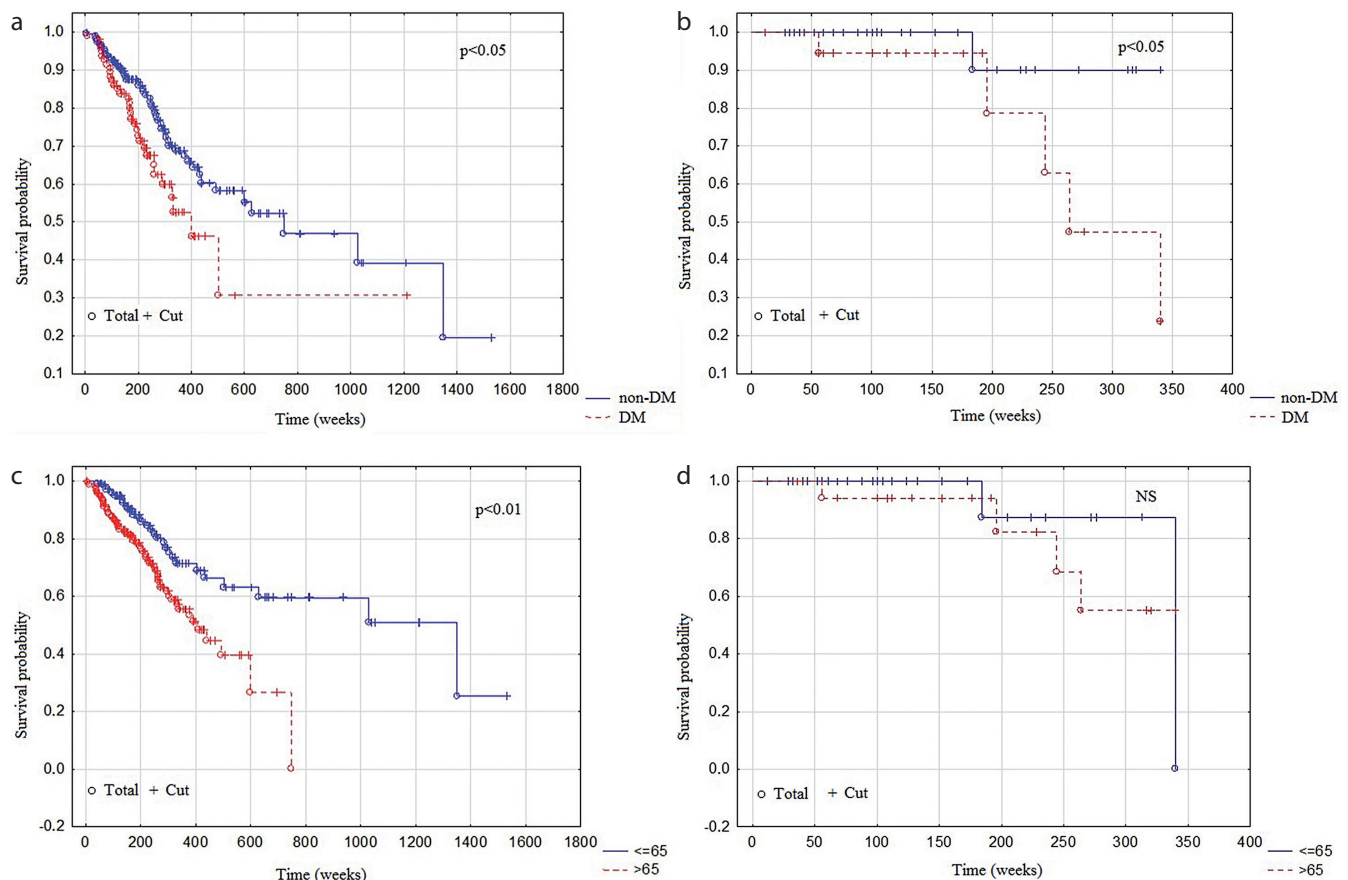 a
p<0.05
Survival probability
1.0
0.9
0.8
0.7
0.6
0.5
0.4
0.3
0.2
0.1
Total + Cut
0 200 400 600 800 1000 1200 1400 1600 1800
Time (weeks)
non-DM
DM
b
p<0.05
Survival probability
1.0
0.9
0.8
0.7
0.6
0.5
0.4
0.3
0.2
0.1
Total + Cut
0 50 100 150 200 250 300 350 400
Time (weeks)
non-DM
DM
c
p<0.01
Survival probability
1.0
0.8
0.6
0.4
0.2
0.0
-0.2
Total + Cut
0 200 400 600 800 1000 1200 1400 1600 1800
Time (weeks)
<=65
>65
d
NS
Survival probability
1.0
0.8
0.6
0.4
0.2
0.0
-0.2
Total + Cut
0 50 100 150 200 250 300 350 400
Time (weeks)
<=65
>65